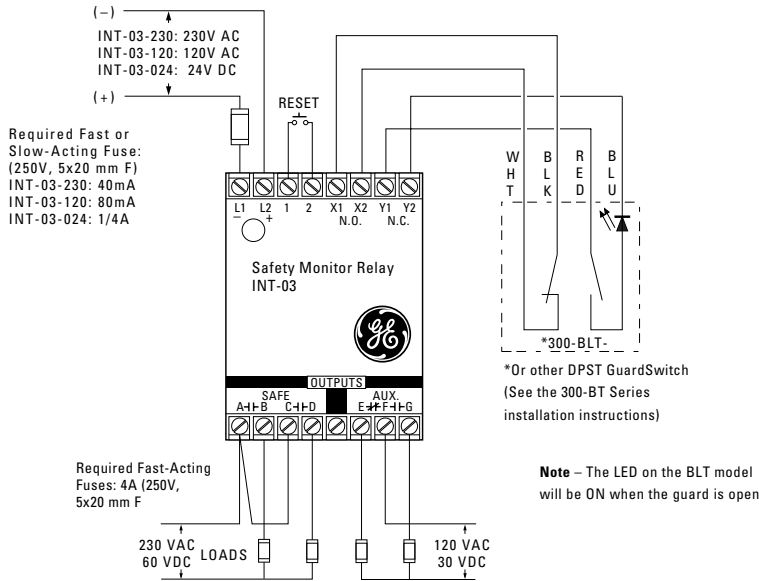 (–)
INT-03-230: 230V AC
INT-03-120: 120V AC
INT-03-024: 24V DC
(+)
RESET
Required Fast or
Slow-Acting Fuse:
(250V, 5x20 mm F)
INT-03-230: 40mA
INT-03-120: 80mA
INT-03-024: 1/4A
WHT
BLK
RED
BLU
L1 L2 1 2 X1 X2 Y1 Y2
– + N.O. N.C.
Safety Monitor Relay
INT-03
GE
*300-BLT-
*Or other DPST GuardSwitch
(See the 300-BT Series
installation instructions)
OUTPUTS
SAFE AUX.
A B C D E F G
Required Fast-Acting
Fuses: 4A (250V,
5x20 mm F
Note – The LED on the BLT model
will be ON when the guard is open
230 VAC
60 VDC
LOADS
120 VAC
30 VDC